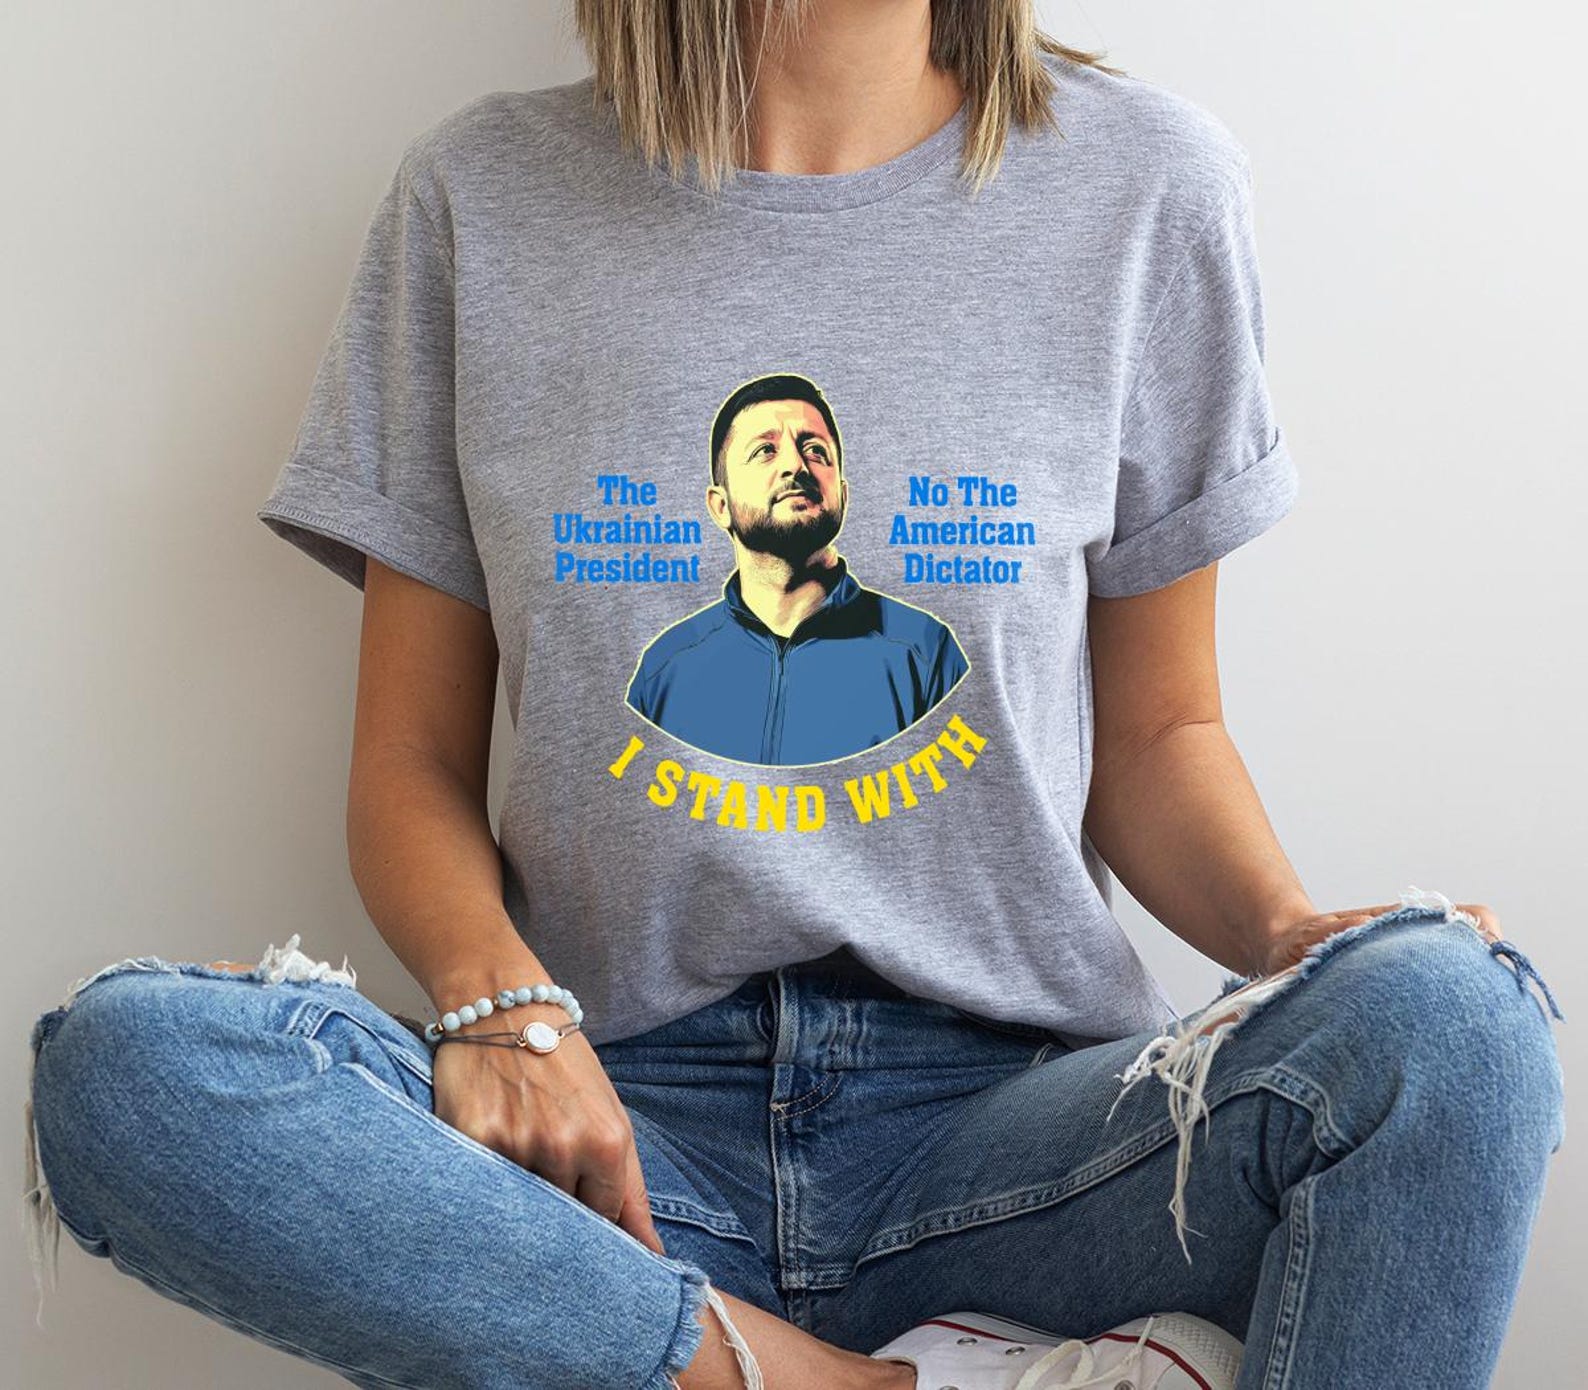 The
Ukrainian
President
No The
American
Dictator
I STAND WITH